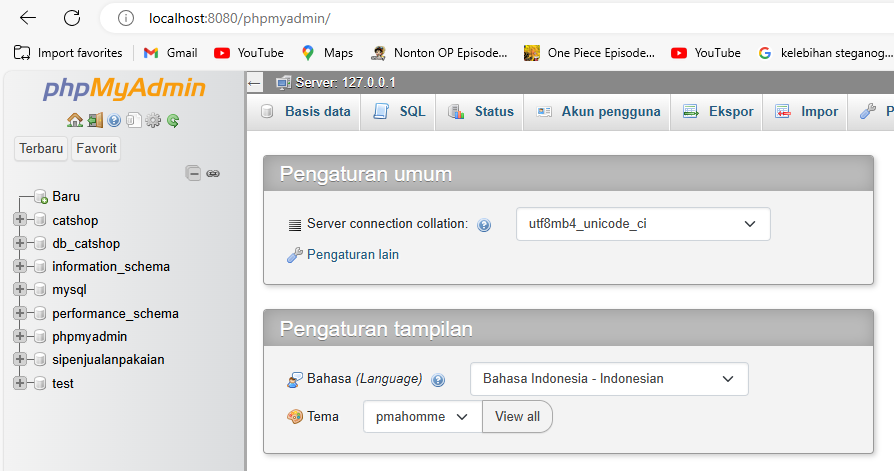 localhost:8080/phpmyadmin/
Import favorites Gmail YouTube Maps Nonton OP Episode... One Piece Episode... YouTube kelebihan steganog...
phpMyAdmin
Terbaru Favorit
Baru
catshop
db_catshop
information_schema
mysql
performance_schema
phpmyadmin
sipenjualanpakaian
test
Server: 127.0.0.1
Basis data SQL Status Akun pengguna Ekspor Impor P
Pengaturan umum
Server connection collation: utf8mb4_unicode_ci
Pengaturan lain
Pengaturan tampilan
Bahasa (Language) Bahasa Indonesia - Indonesian
Tema pmahomme View all